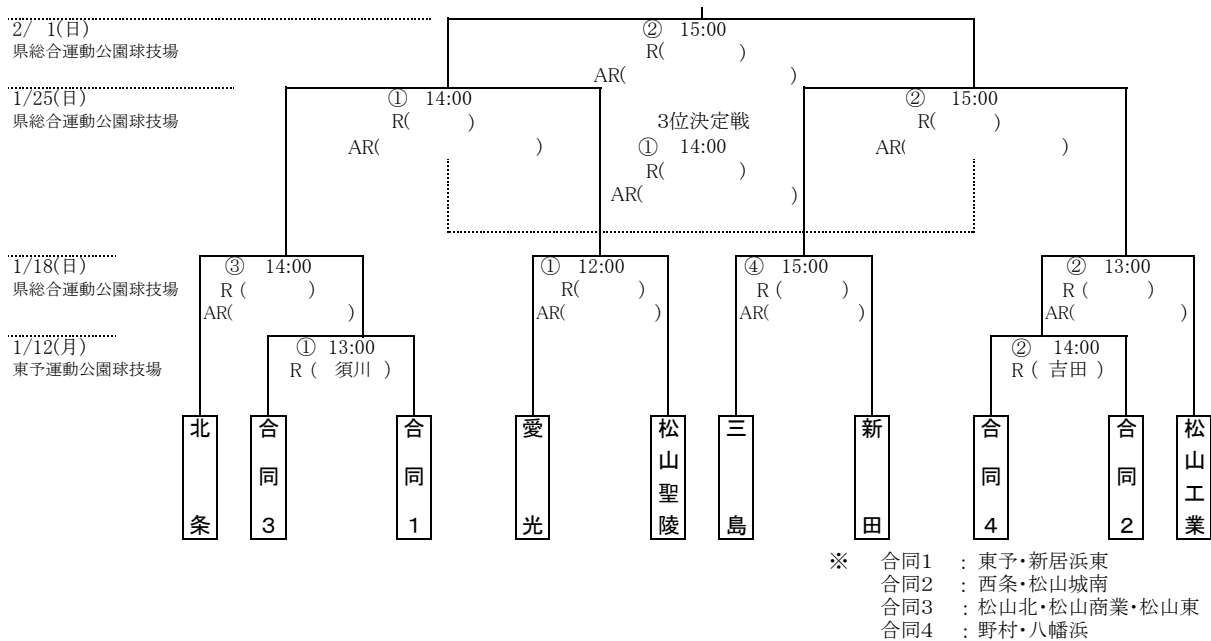 2/ 1(日)
県総合運動公園球技場
② 15:00
R( )
AR( )
1/25(日)
県総合運動公園球技場
① 14:00
R( )
AR( )
3位決定戦
① 14:00
R( )
AR( )
② 15:00
R( )
AR( )
1/18(日)
県総合運動公園球技場
③ 14:00
R ( )
AR( )
① 12:00
R( )
AR( )
④ 15:00
R ( )
AR( )
② 13:00
R ( )
AR( )
1/12(月)
東予運動公園球技場
① 13:00
R ( 須川 )
② 14:00
R ( 吉田 )
北条
合同3
合同1
愛光
松山聖陵
三島
新田
合同4
合同2
松山工業
※ 合同1 : 東予・新居浜東
合同2 : 西条・松山城南
合同3 : 松山北・松山商業・松山東
合同4 : 野村・八幡浜